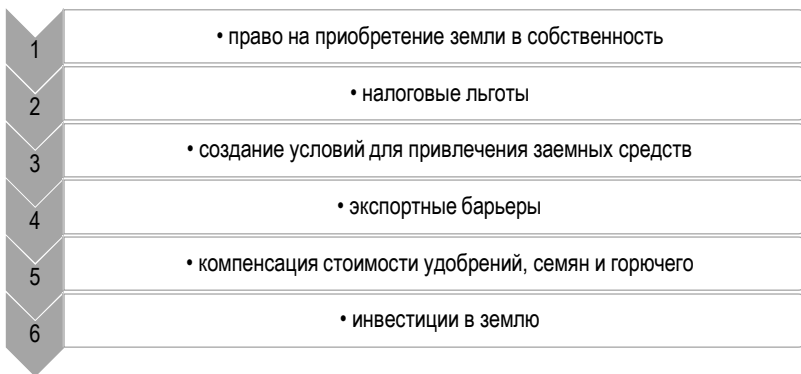 1 • право на приобретение земли в собственность
2 • налоговые льготы
3 • создание условий для привлечения заемных средств
4 • экспортные барьеры
5 • компенсация стоимости удобрений, семян и горючего
6 • инвестиции в землю